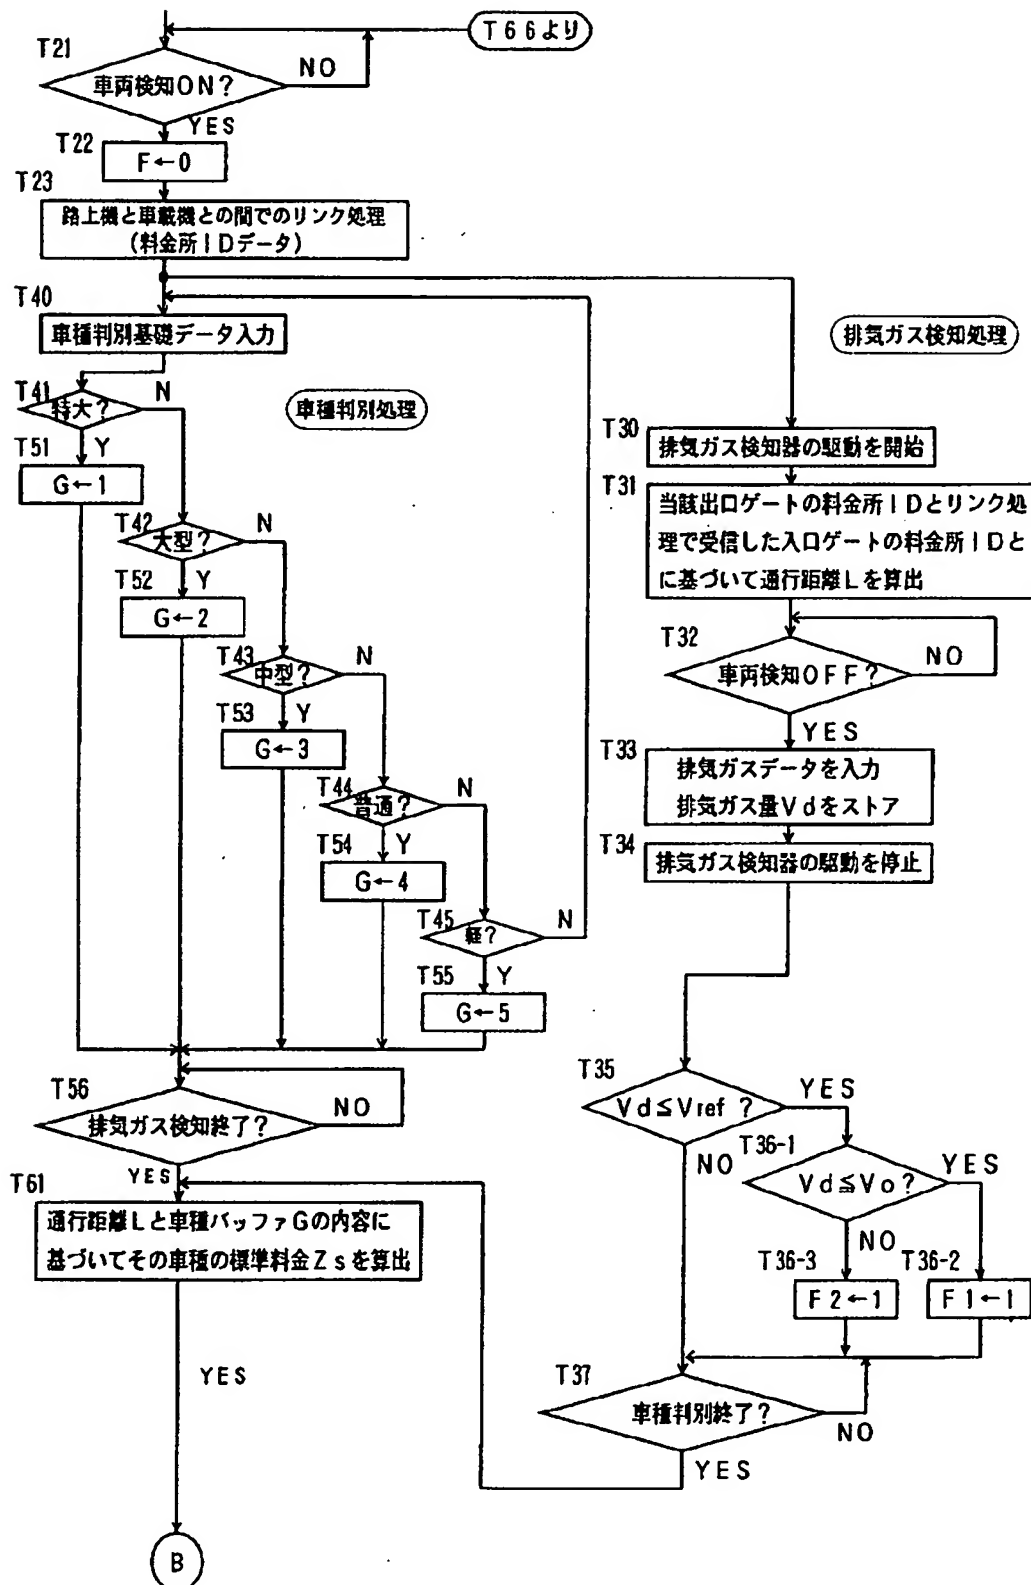 T66より
T21
車両検知ON?
NO
YES
T22
F←0
T23
路上機と車載機との間でのリンク処理
(料金所IDデータ)
T40
車種判別基礎データ入力
排気ガス検知処理
T41
特大?
N
車種判別処理
Y
T51
G←1
T42
大型?
N
Y
T52
G←2
T43
中型?
N
Y
T53
G←3
T44
普通?
N
Y
T54
G←4
T45
軽?
N
Y
T55
G←5
T30
排気ガス検知器の駆動を開始
T31
当該出口ゲートの料金所IDとリンク処
理で受信した入口ゲートの料金所IDと
に基づいて通行距離Lを算出
T32
車両検知OFF?
NO
YES
T33
排気ガスデータを入力
排気ガス量Vdをストア
T34
排気ガス検知器の駆動を停止
T35
Vd≦Vref?
YES
NO
T36-1
Vd≦Vo?
YES
NO
T36-3
F2←1
T36-2
F1←1
T37
車種判別終了?
NO
YES
T56
排気ガス検知終了?
NO
YES
T61
通行距離Lと車種バッファGの内容に
基づいてその車種の標準料金Zsを算出
YES
B